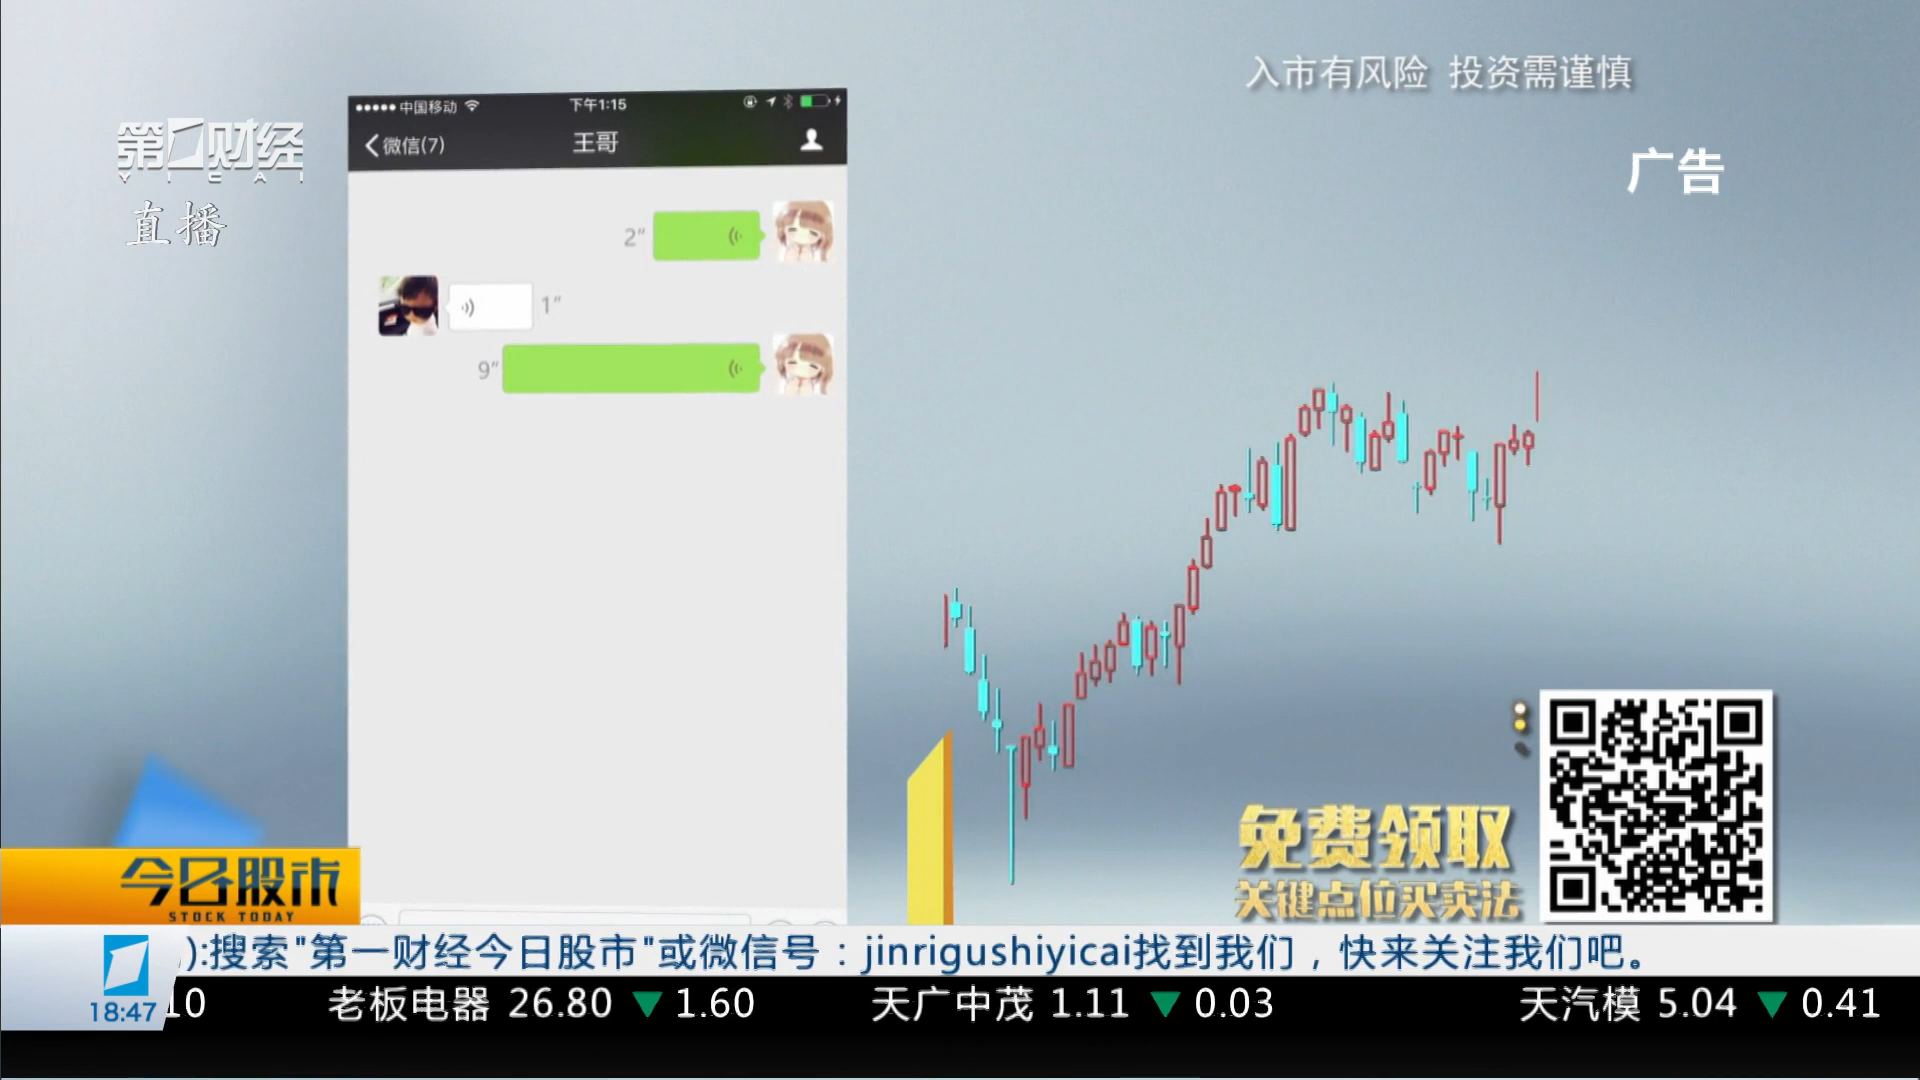 入市有风险 投资需谨慎
广告
第一财经
YICAI
直播
中国移动
下午1:15
微信(7)
王哥
2"
1"
9"
免费领取
关键点位买卖法
今日股市
STOCK TODAY
):搜索"第一财经今日股市"或微信号：jinrigushiyicai找到我们，快来关注我们吧。
18:47
10 老板电器 26.80 ▼ 1.60 天广中茂 1.11 ▼ 0.03 天汽模 5.04 ▼ 0.41